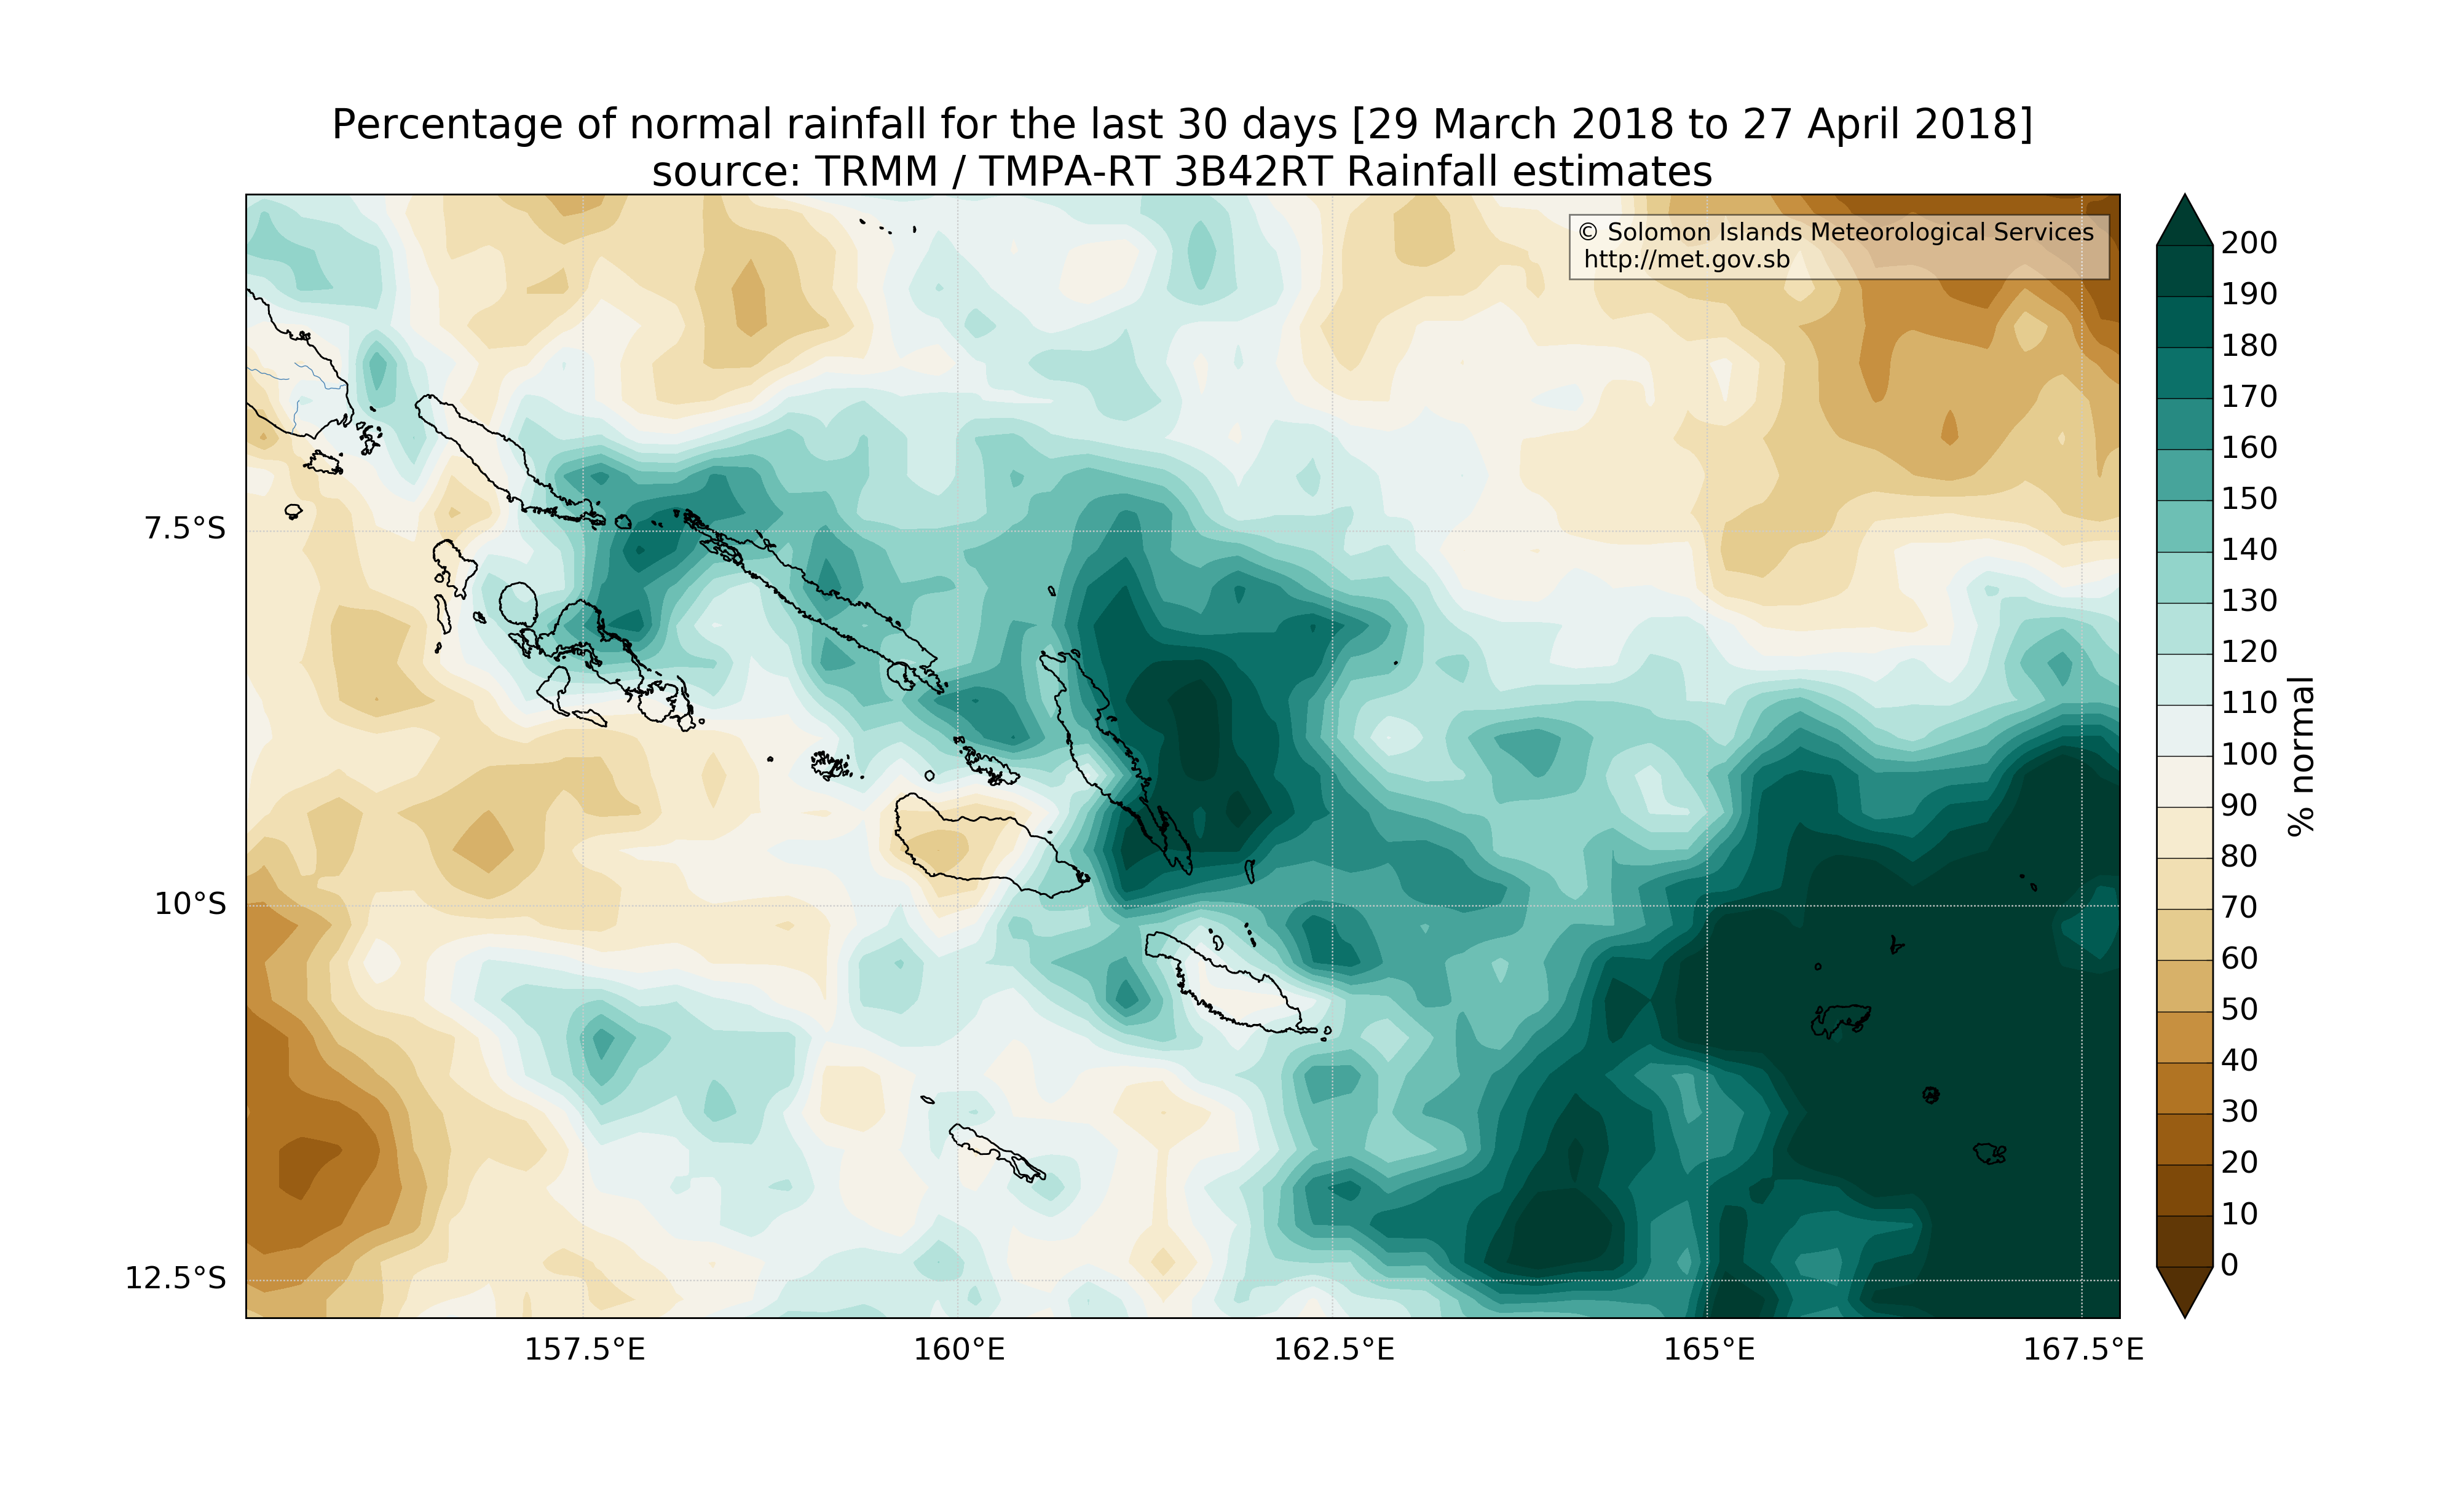 Percentage of normal rainfall for the last 30 days [29 March 2018 to 27 April 2018]
source: TRMM / TMPA-RT 3B42RT Rainfall estimates
© Solomon Islands Meteorological Services
http://met.gov.sb
7.5°S
10°S
12.5°S
157.5°E
160°E
162.5°E
165°E
167.5°E
200
190
180
170
160
150
140
130
120
110
100
90
80
70
60
50
40
30
20
10
0
% normal